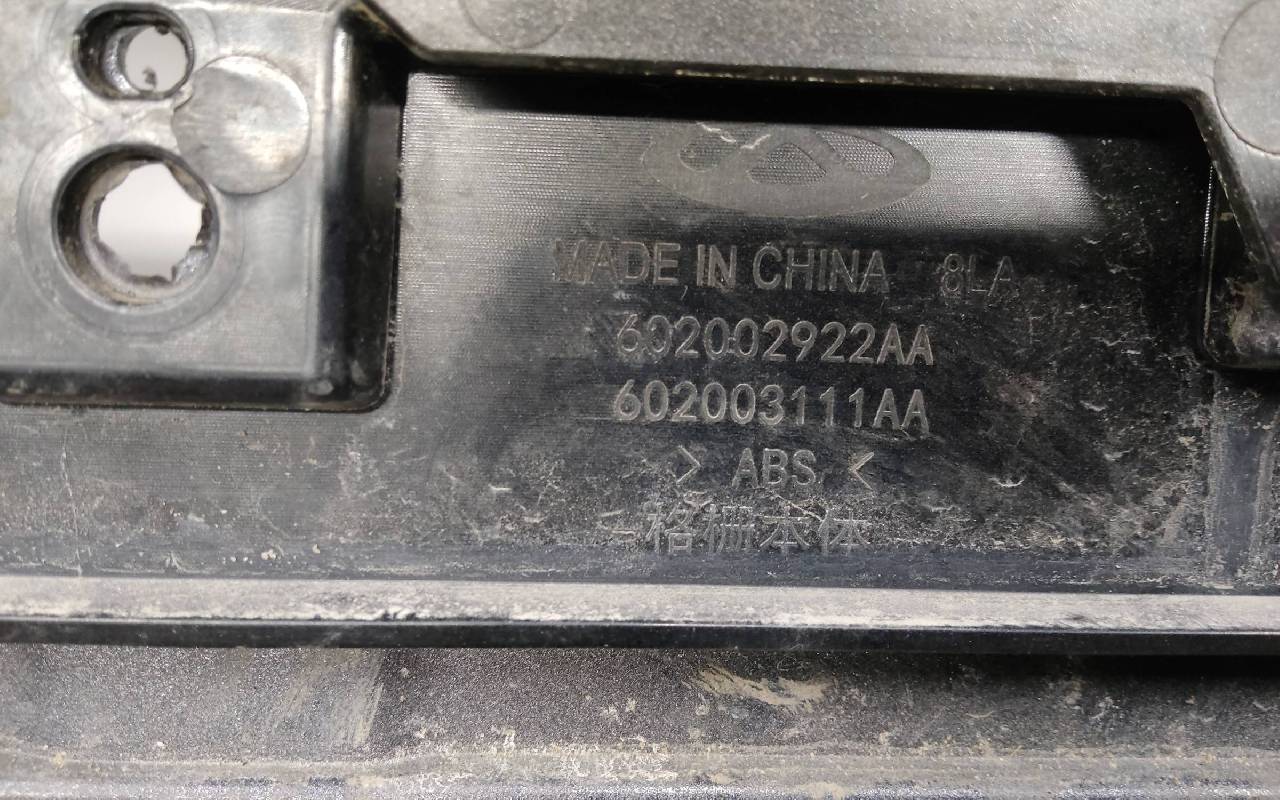 MADE IN CHINA 8LA
602002922AA
602003111AA
> ABS <
格栅本体